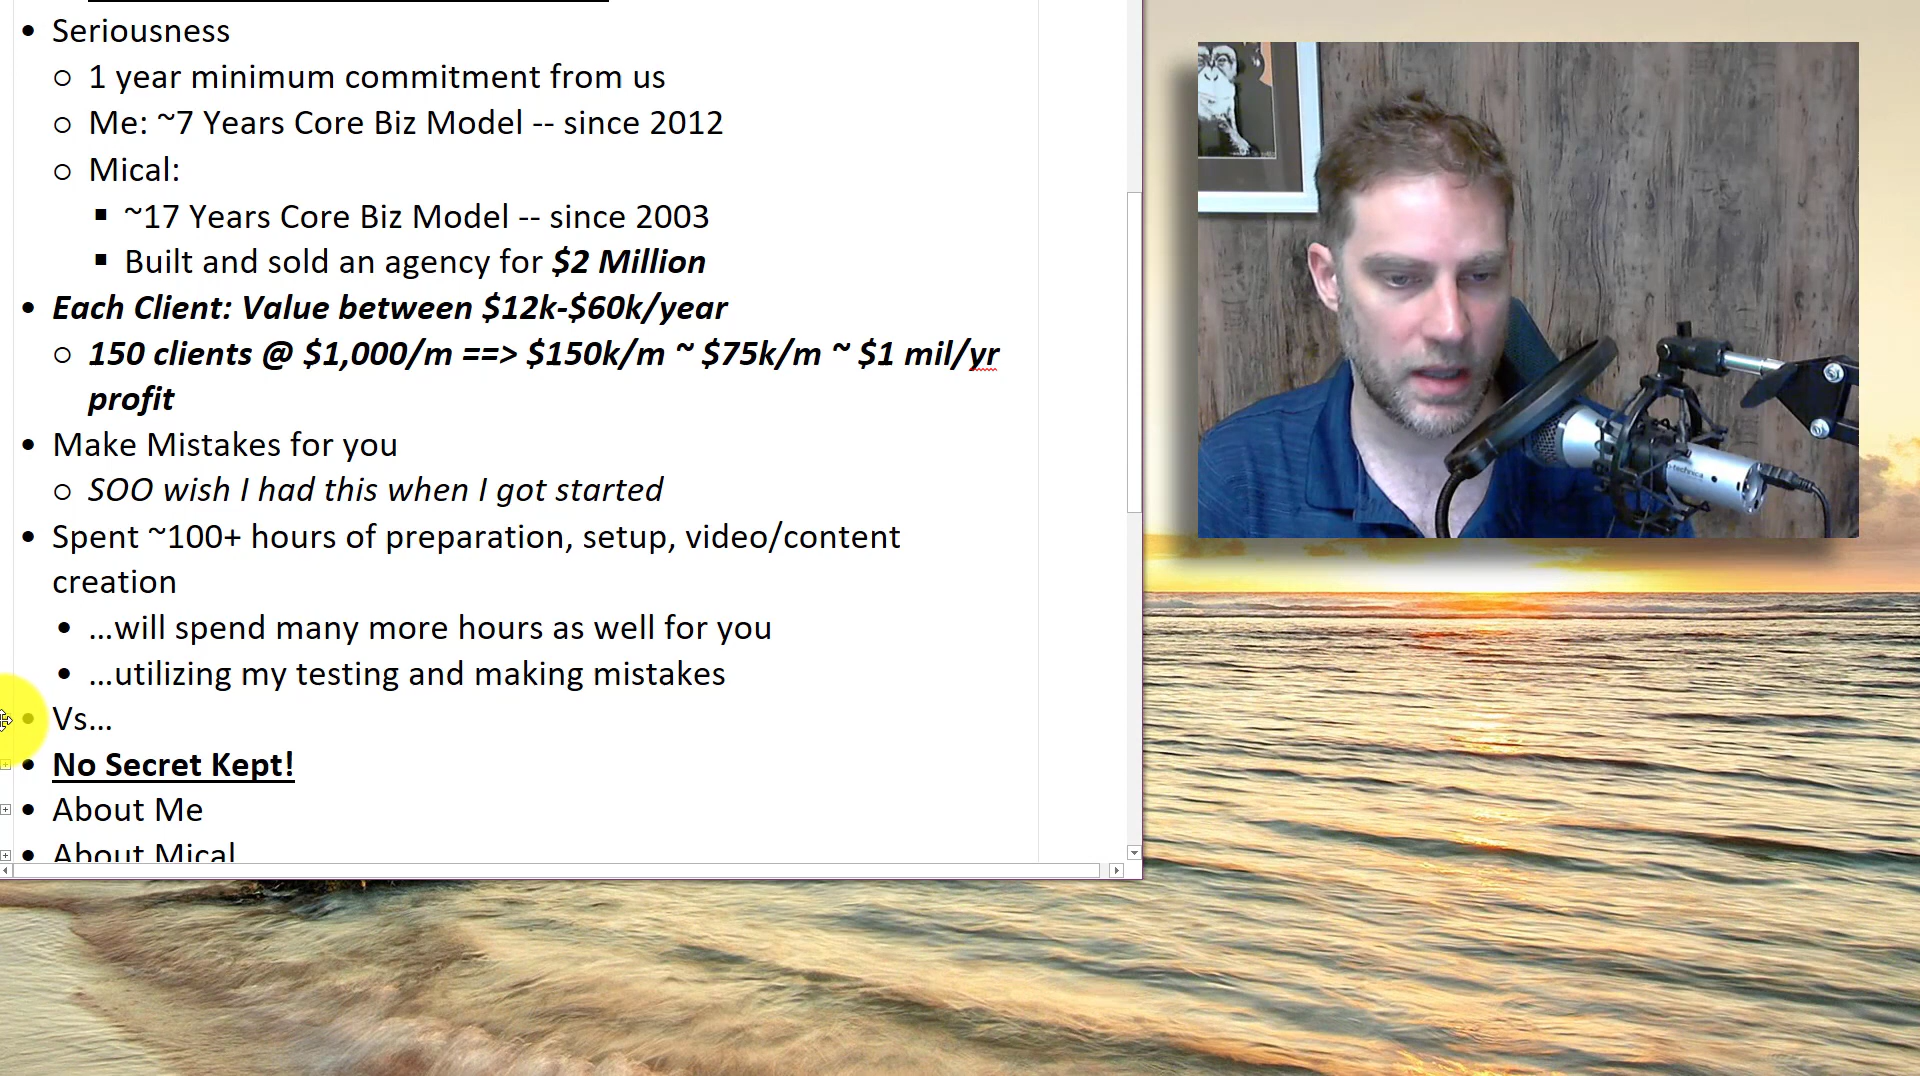 Seriousness
1 year minimum commitment from us
Me: ~7 Years Core Biz Model -- since 2012
Mical:
~17 Years Core Biz Model -- since 2003
Built and sold an agency for $2 Million
Each Client: Value between $12k-$60k/year
150 clients @ $1,000/m ==> $150k/m ~ $75k/m ~ $1 mil/yr
profit
Make Mistakes for you
SOO wish I had this when I got started
Spent ~100+ hours of preparation, setup, video/content
creation
...will spend many more hours as well for you
...utilizing my testing and making mistakes
Vs...
No Secret Kept!
About Me
About Mical